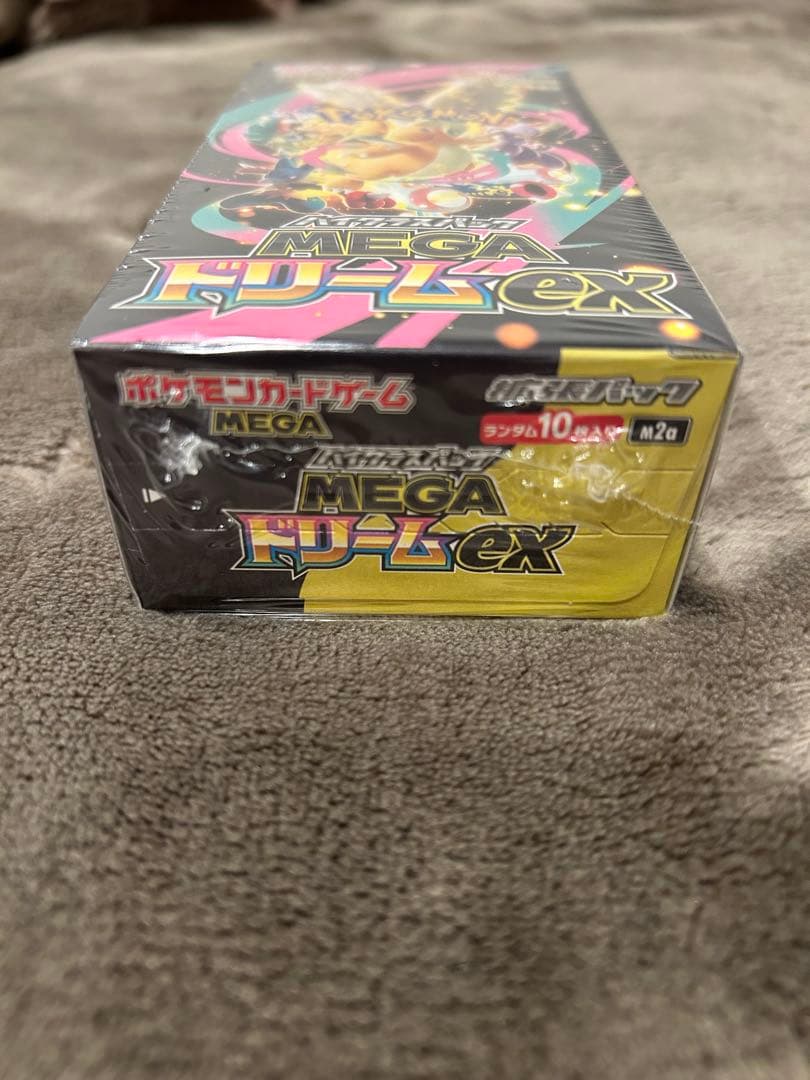 POKÉMON
ハイクラスパック
MEGA
ドリームex
ポケモンカードゲーム
MEGA
拡張パック
ランダム10枚入り
M2a
ハイクラスパック
MEGA
ドリームex